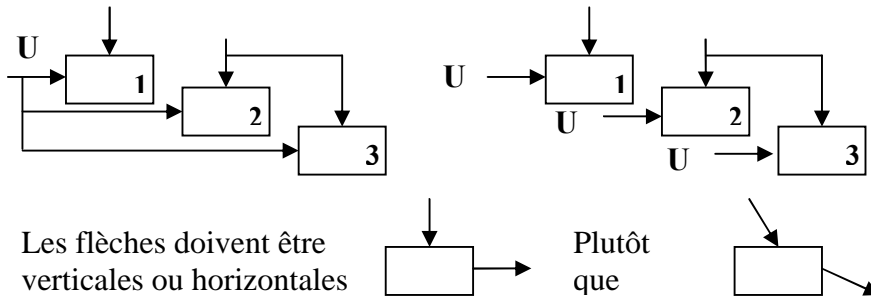 U
1
2
3
U
1
U
2
U
3
Les flèches doivent être
verticales ou horizontales
Plutôt
que